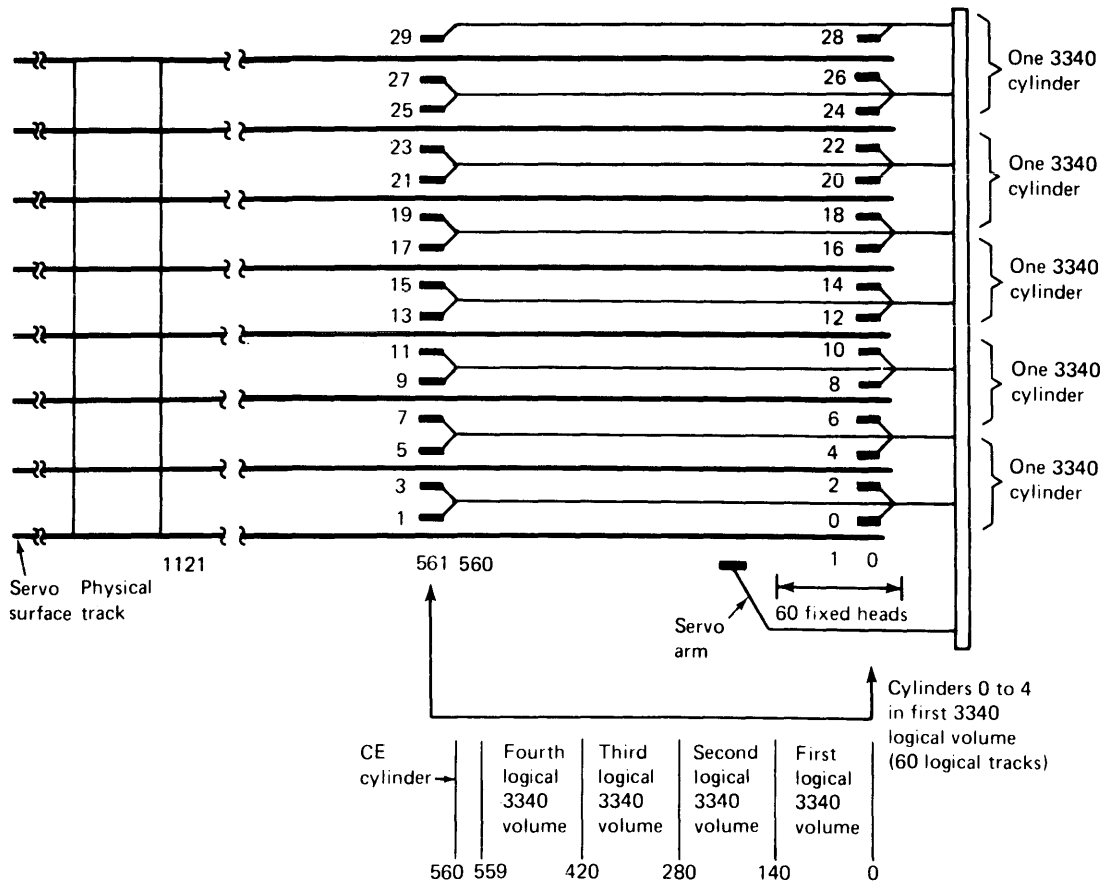 29 28
27 26
25 24
23 22
21 20
19 18
17 16
15 14
13 12
11 10
9 8
7 6
5 4
3 2
1 0
One 3340
cylinder
One 3340
cylinder
One 3340
cylinder
One 3340
cylinder
One 3340
cylinder
1121 561 560 1 0
Servo
surface
Physical
track
60 fixed heads
Servo
arm
Cylinders 0 to 4
in first 3340
logical volume
(60 logical tracks)
CE
cylinder
Fourth
logical
3340
volume
Third
logical
3340
volume
Second
logical
3340
volume
First
logical
3340
volume
560 559 420 280 140 0